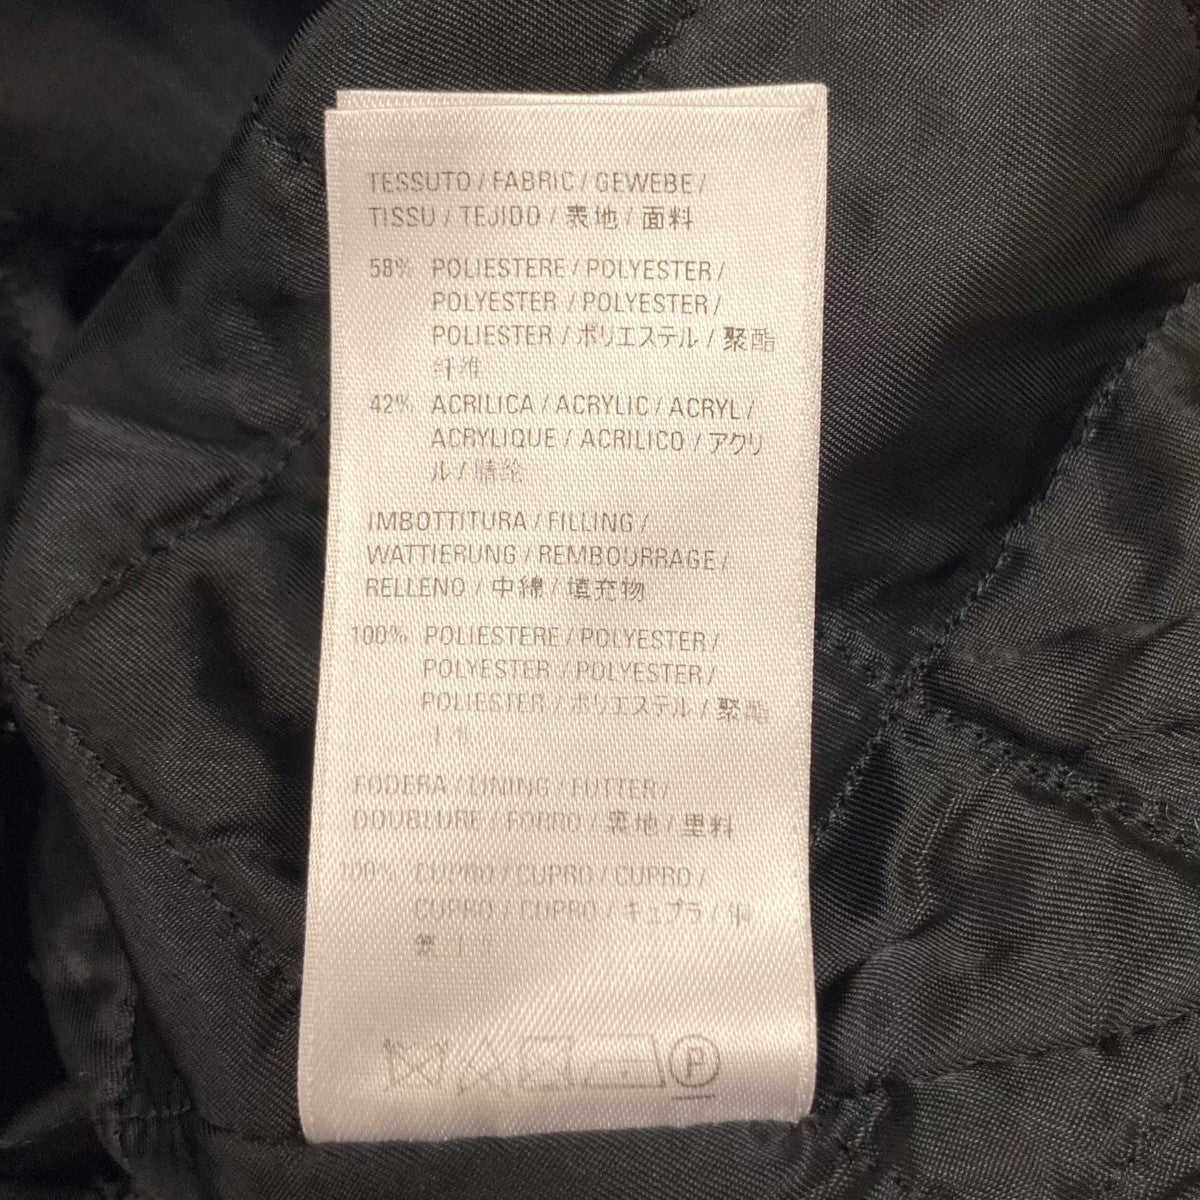 TESSUTO / FABRIC / GEWEBE /
TISSU / TEJIDO / 表地 / 面料
58% POLIESTERE / POLYESTER /
POLYESTER / POLYESTER /
POLIESTER / ポリエステル / 聚酯
纤维
42% ACRILICA / ACRYLIC / ACRYL /
ACRYLIQUE / ACRILICO / アクリ
ル / 腈纶
IMBOTTITURA / FILLING /
WATTIERUNG / REMBOURRAGE /
RELLENO / 中綿 / 填充物
100% POLIESTERE / POLYESTER /
POLYESTER / POLYESTER /
POLIESTER / ポリエステル / 聚酯
FODERA / LINING / FUTTER /
DOUBLURE / FORRO / 裏地 / 里料
100% CUPRO / CUPRO / CUPRO /
CUPRO / CUPRO / キュプラ / 铜
P